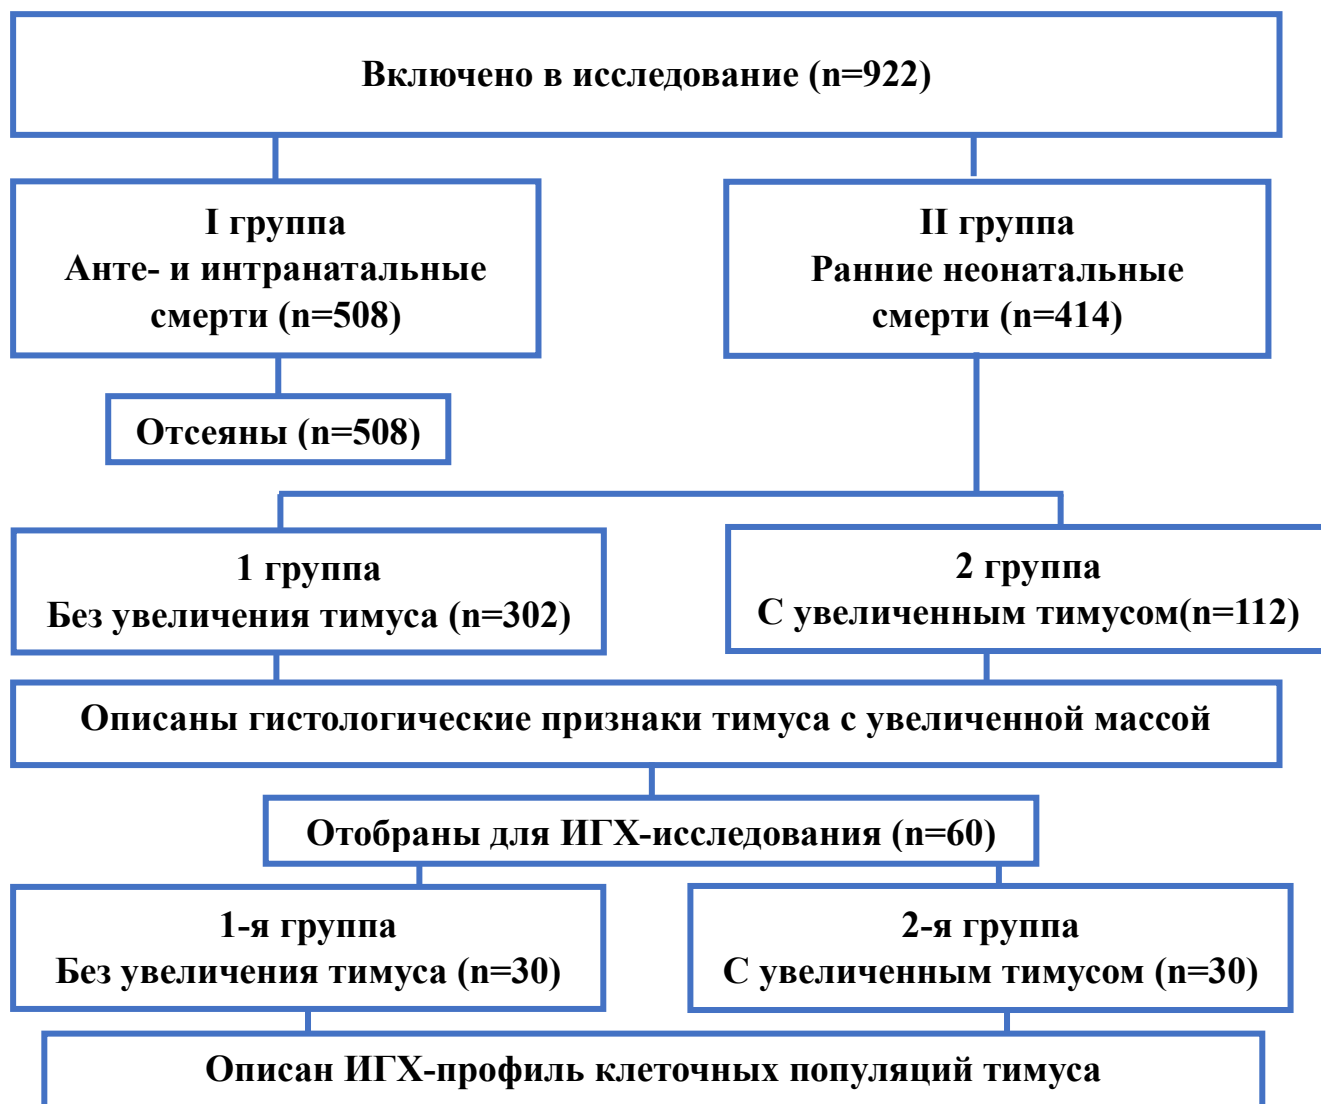 Включено в исследование (n=922)
I группа
Анте- и интранатальные
смерти (n=508)
II группа
Ранние неонатальные
смерти (n=414)
Отсеяны (n=508)
1 группа
Без увеличения тимуса (n=302)
2 группа
С увеличенным тимусом(n=112)
Описаны гистологические признаки тимуса с увеличенной массой
Отобраны для ИГХ-исследования (n=60)
1-я группа
Без увеличения тимуса (n=30)
2-я группа
С увеличенным тимусом (n=30)
Описан ИГХ-профиль клеточных популяций тимуса